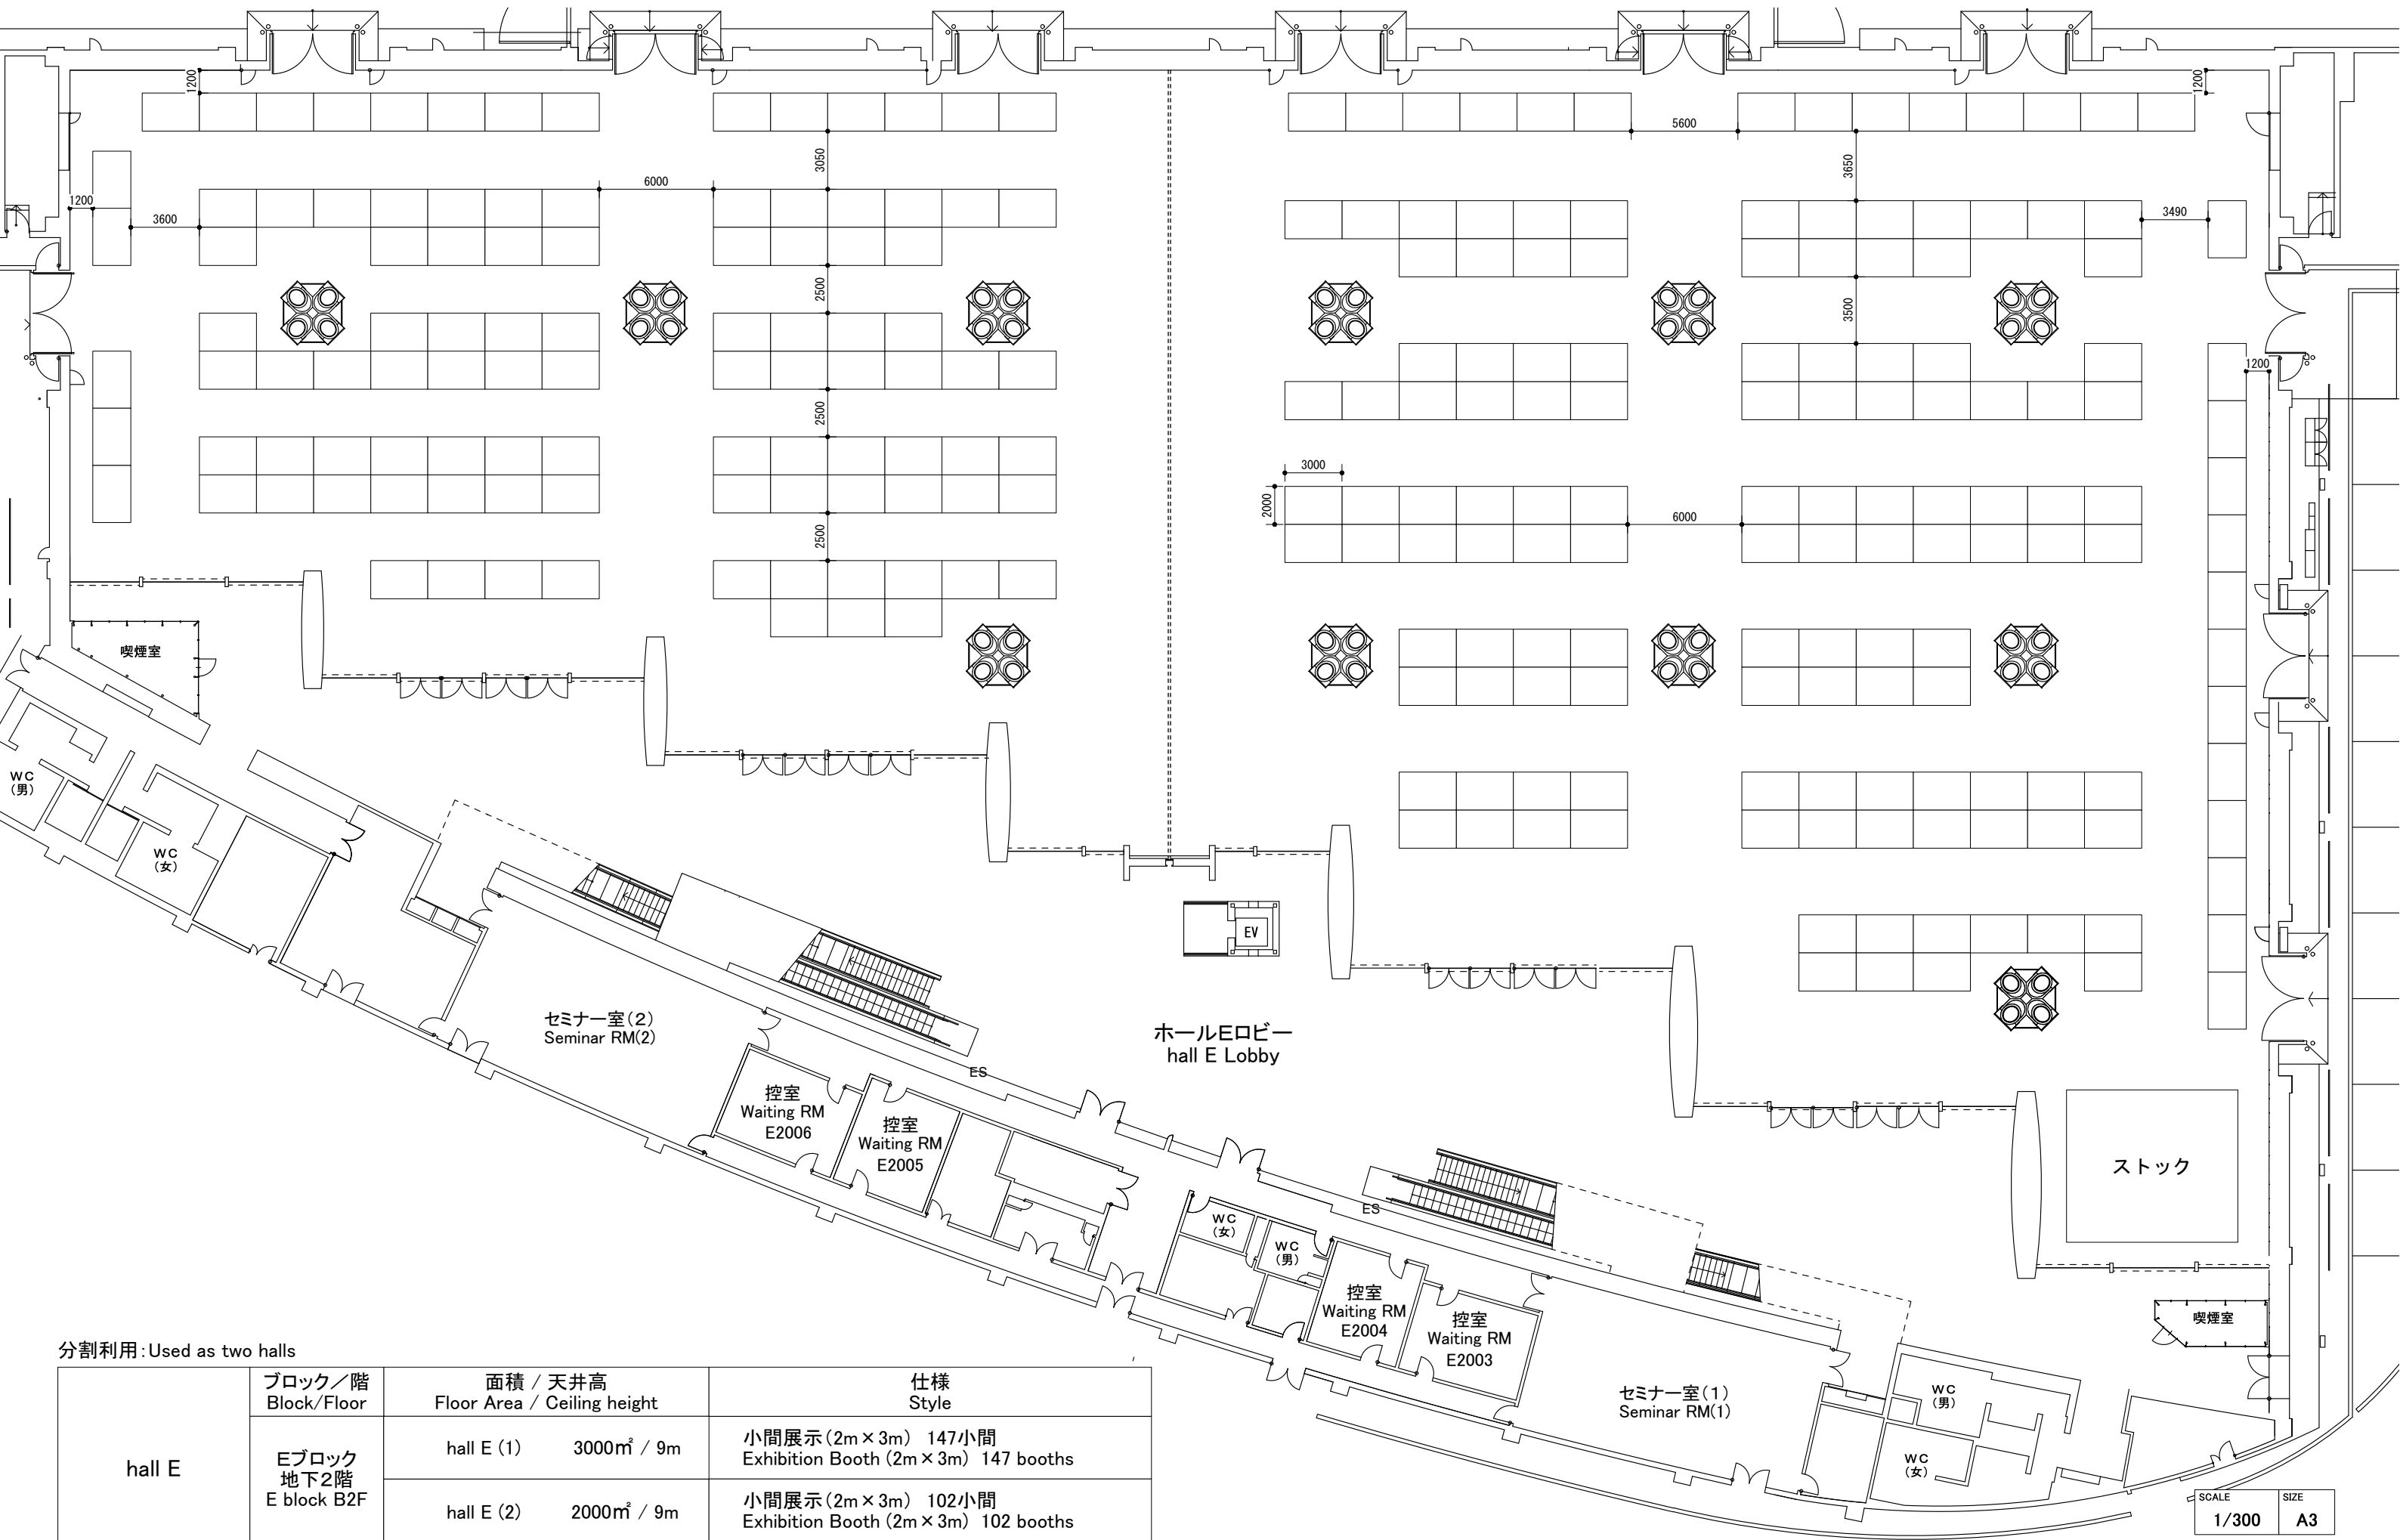 1200
5600
1200
3050
3650
6000
1200
3600
3490
2500
3500
1200
2500
3000
2000
6000
2500
喫煙室
WC
(男)
WC
(女)
EV
セミナー室(2)
Seminar RM(2)
ホールEロビー
hall E Lobby
ES
控室
Waiting RM
E2006
控室
Waiting RM
E2005
ストック
ES
WC
(女)
WC
(男)
控室
Waiting RM
E2004
控室
Waiting RM
E2003
喫煙室
セミナー室(1)
Seminar RM(1)
WC
(男)
WC
(女)
分割利用:Used as two halls
hall E
ブロック/階
Block/Floor
面積 / 天井高
Floor Area / Ceiling height
仕様
Style
Eブロック
地下2階
E block B2F
hall E (1) 3000㎡ / 9m
小間展示(2m×3m) 147小間
Exhibition Booth (2m×3m) 147 booths
hall E (2) 2000㎡ / 9m
小間展示(2m×3m) 102小間
Exhibition Booth (2m×3m) 102 booths
SCALE
1/300
SIZE
A3